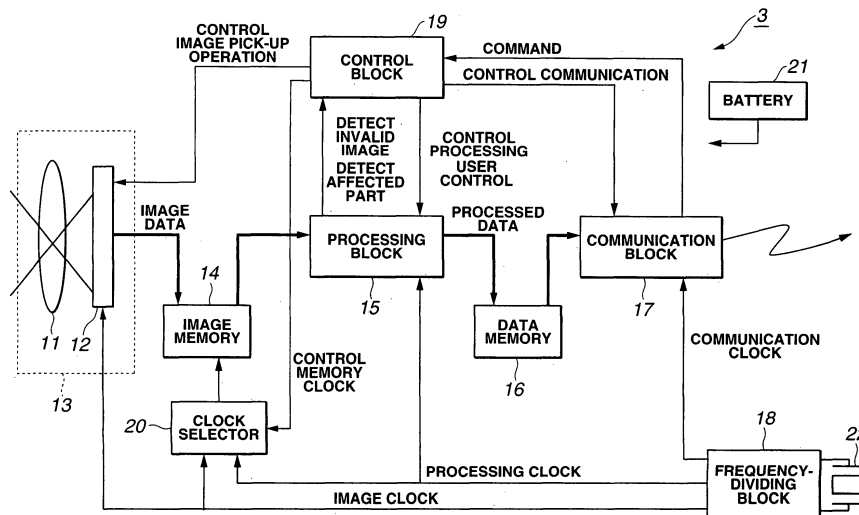 19
3
CONTROL
IMAGE PICK-UP
OPERATION
CONTROL
BLOCK
COMMAND
CONTROL COMMUNICATION
21
BATTERY
DETECT
INVALID
IMAGE
DETECT
AFFECTED
PART
CONTROL
PROCESSING
USER
CONTROL
IMAGE
DATA
PROCESSING
BLOCK
15
PROCESSED
DATA
COMMUNICATION
BLOCK
17
14
IMAGE
MEMORY
DATA
MEMORY
16
11
12
13
CONTROL
MEMORY
CLOCK
COMMUNICATION
CLOCK
20
CLOCK
SELECTOR
18
FREQUENCY-
DIVIDING
BLOCK
22
PROCESSING CLOCK
IMAGE CLOCK